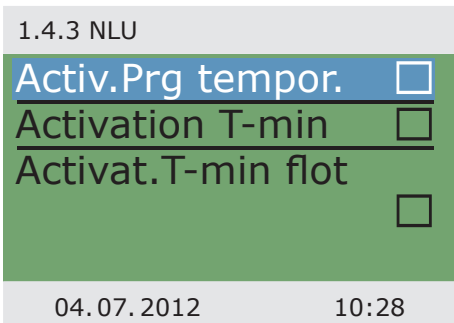 1.4.3 NLU
Activ.Prg tempor.
Activation T-min
Activat.T-min flot
04.07.2012 10:28